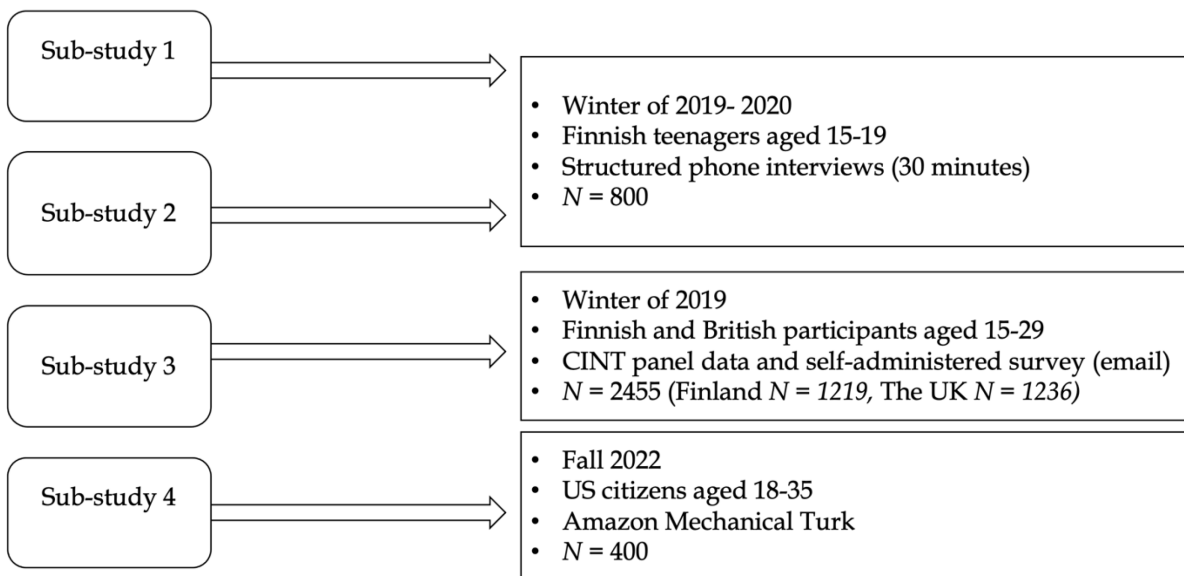 Sub-study 1
• Winter of 2019- 2020
• Finnish teenagers aged 15-19
• Structured phone interviews (30 minutes)
• N = 800
Sub-study 2
• Winter of 2019
• Finnish and British participants aged 15-29
• CINT panel data and self-administered survey (email)
• N = 2455 (Finland N = 1219, The UK N = 1236)
Sub-study 3
Sub-study 4
• Fall 2022
• US citizens aged 18-35
• Amazon Mechanical Turk
• N = 400